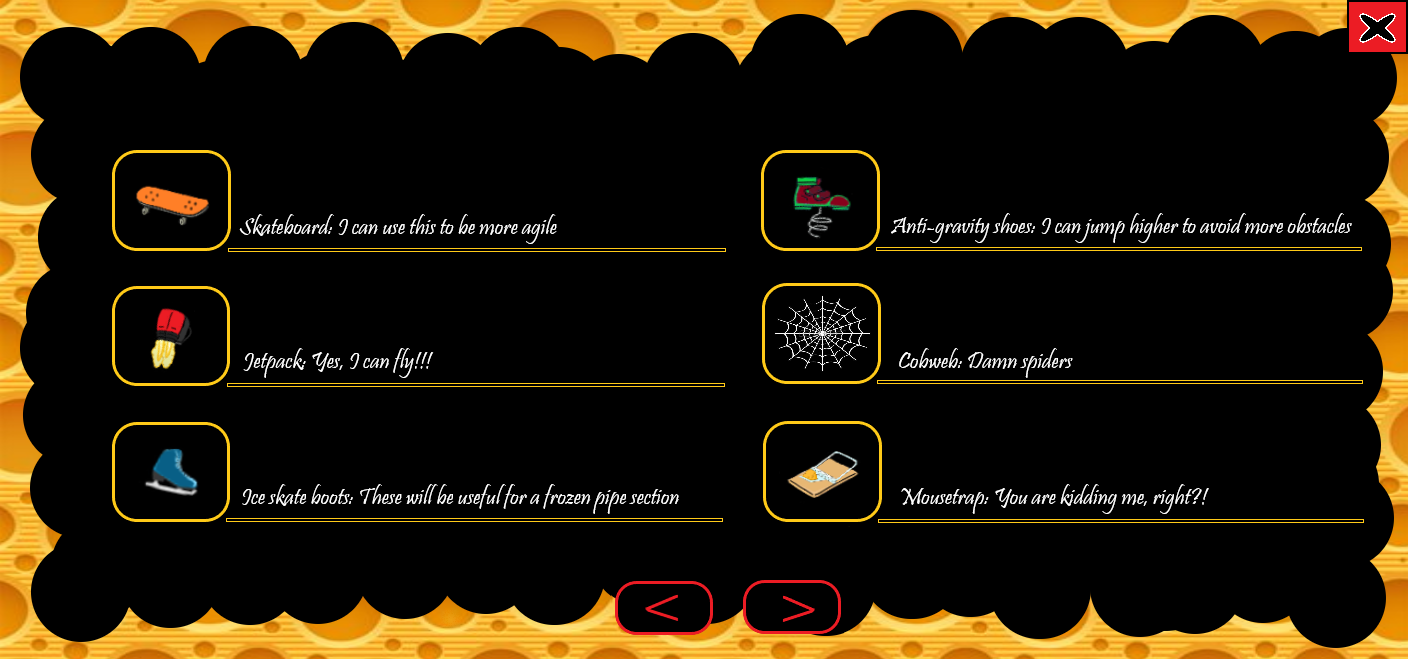 Skateboard: I can use this to be more agile
Anti-gravity shoes: I can jump higher to avoid more obstacles
Jetpack: Yes, I can fly!!!
Cobweb: Damn spiders
Ice skate boots: These will be useful for a frozen pipe section
Mousetrap: You are kidding me, right?!
< >